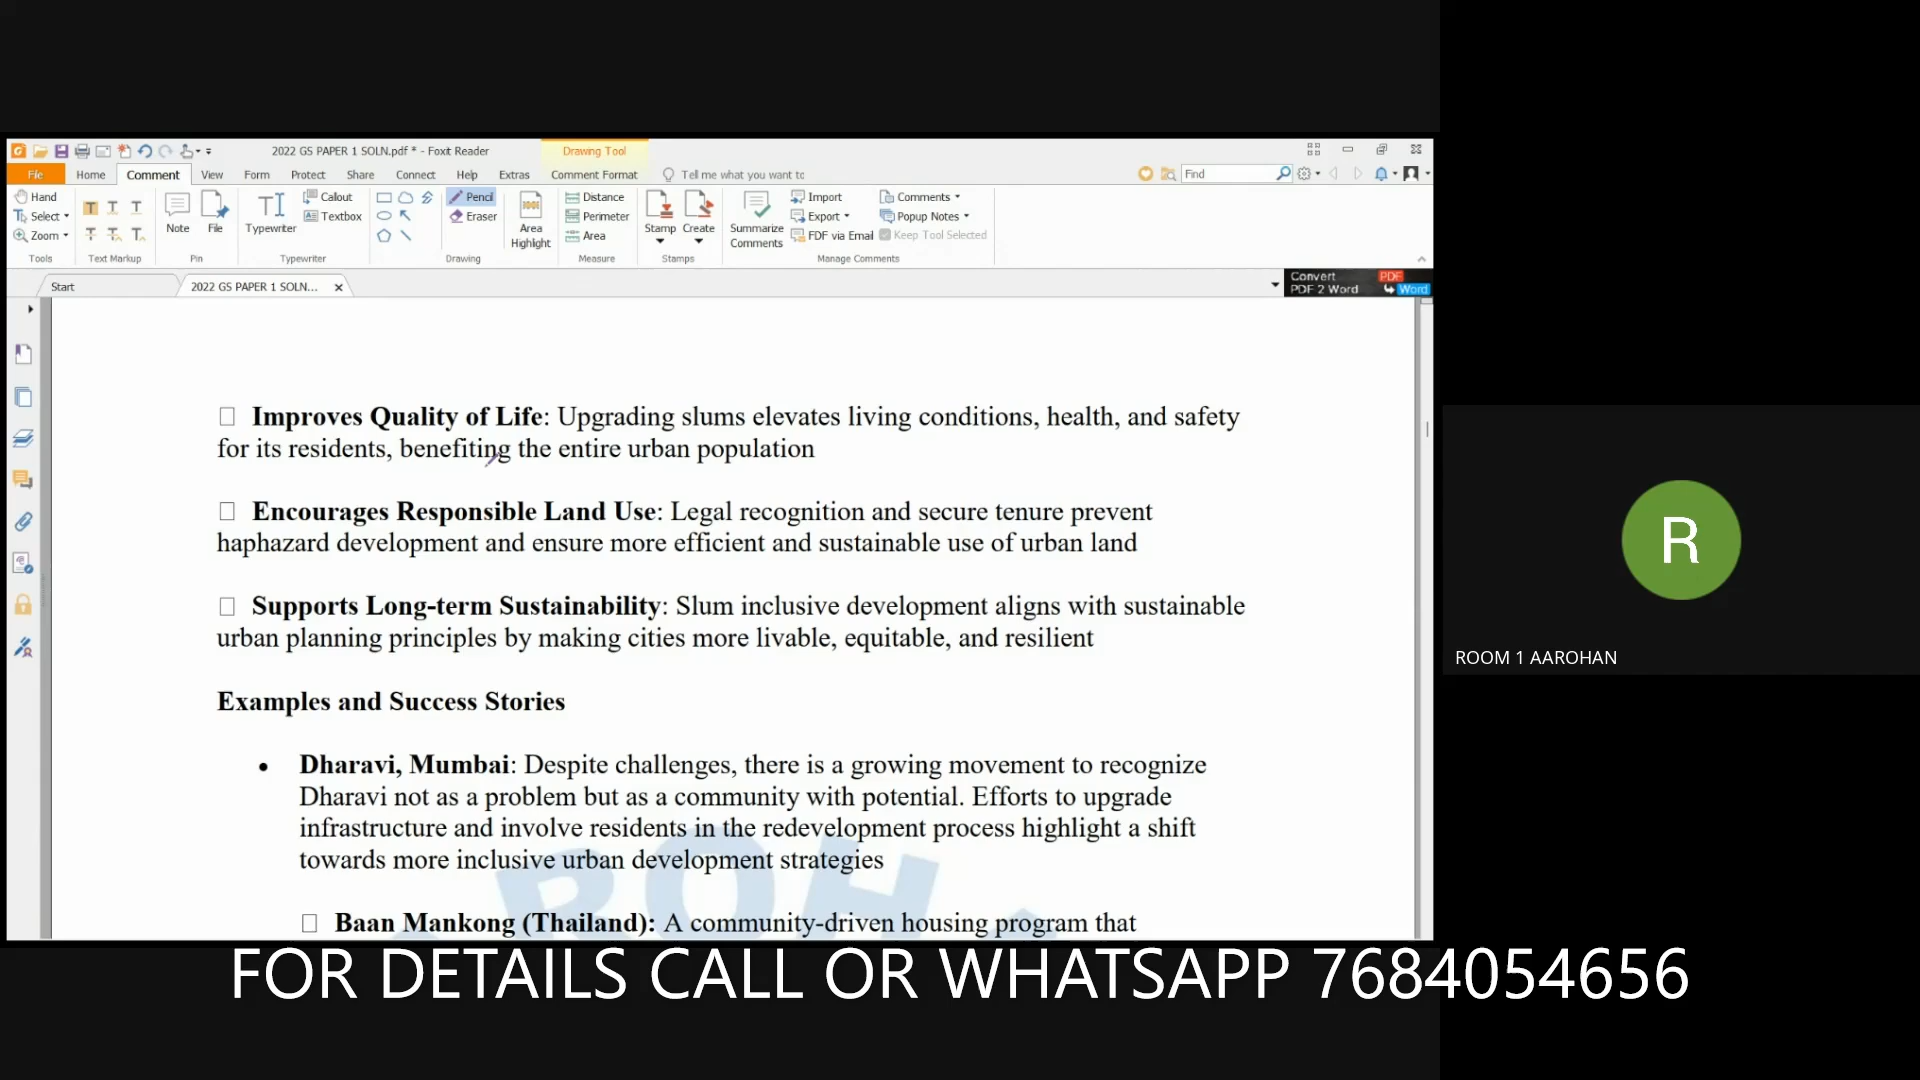 2022 GS PAPER 1 SOLN.pdf * - Foxit Reader
Drawing Tool
File Home Comment View Form Protect Share Connect Help Extras Comment Format Tell me what you want to Find
Hand
Select
Zoom
Tools
Text Markup
Note
File
Pin
Typewriter
Callout
Textbox
Typewriter
Pencil
Eraser
Drawing
Area
Highlight
Distance
Perimeter
Area
Measure
Stamp
Create
Stamps
Summarize
Comments
Import
Export
FDF via Email
Comments
Popup Notes
Keep Tool Selected
Manage Comments
Start
2022 GS PAPER 1 SOLN...
Convert PDF
PDF 2 Word Word
Improves Quality of Life: Upgrading slums elevates living conditions, health, and safety
for its residents, benefiting the entire urban population
Encourages Responsible Land Use: Legal recognition and secure tenure prevent
haphazard development and ensure more efficient and sustainable use of urban land
Supports Long-term Sustainability: Slum inclusive development aligns with sustainable
urban planning principles by making cities more livable, equitable, and resilient
Examples and Success Stories
• Dharavi, Mumbai: Despite challenges, there is a growing movement to recognize
Dharavi not as a problem but as a community with potential. Efforts to upgrade
infrastructure and involve residents in the redevelopment process highlight a shift
towards more inclusive urban development strategies
Baan Mankong (Thailand): A community-driven housing program that
R
ROOM 1 AAROHAN
FOR DETAILS CALL OR WHATSAPP 7684054656